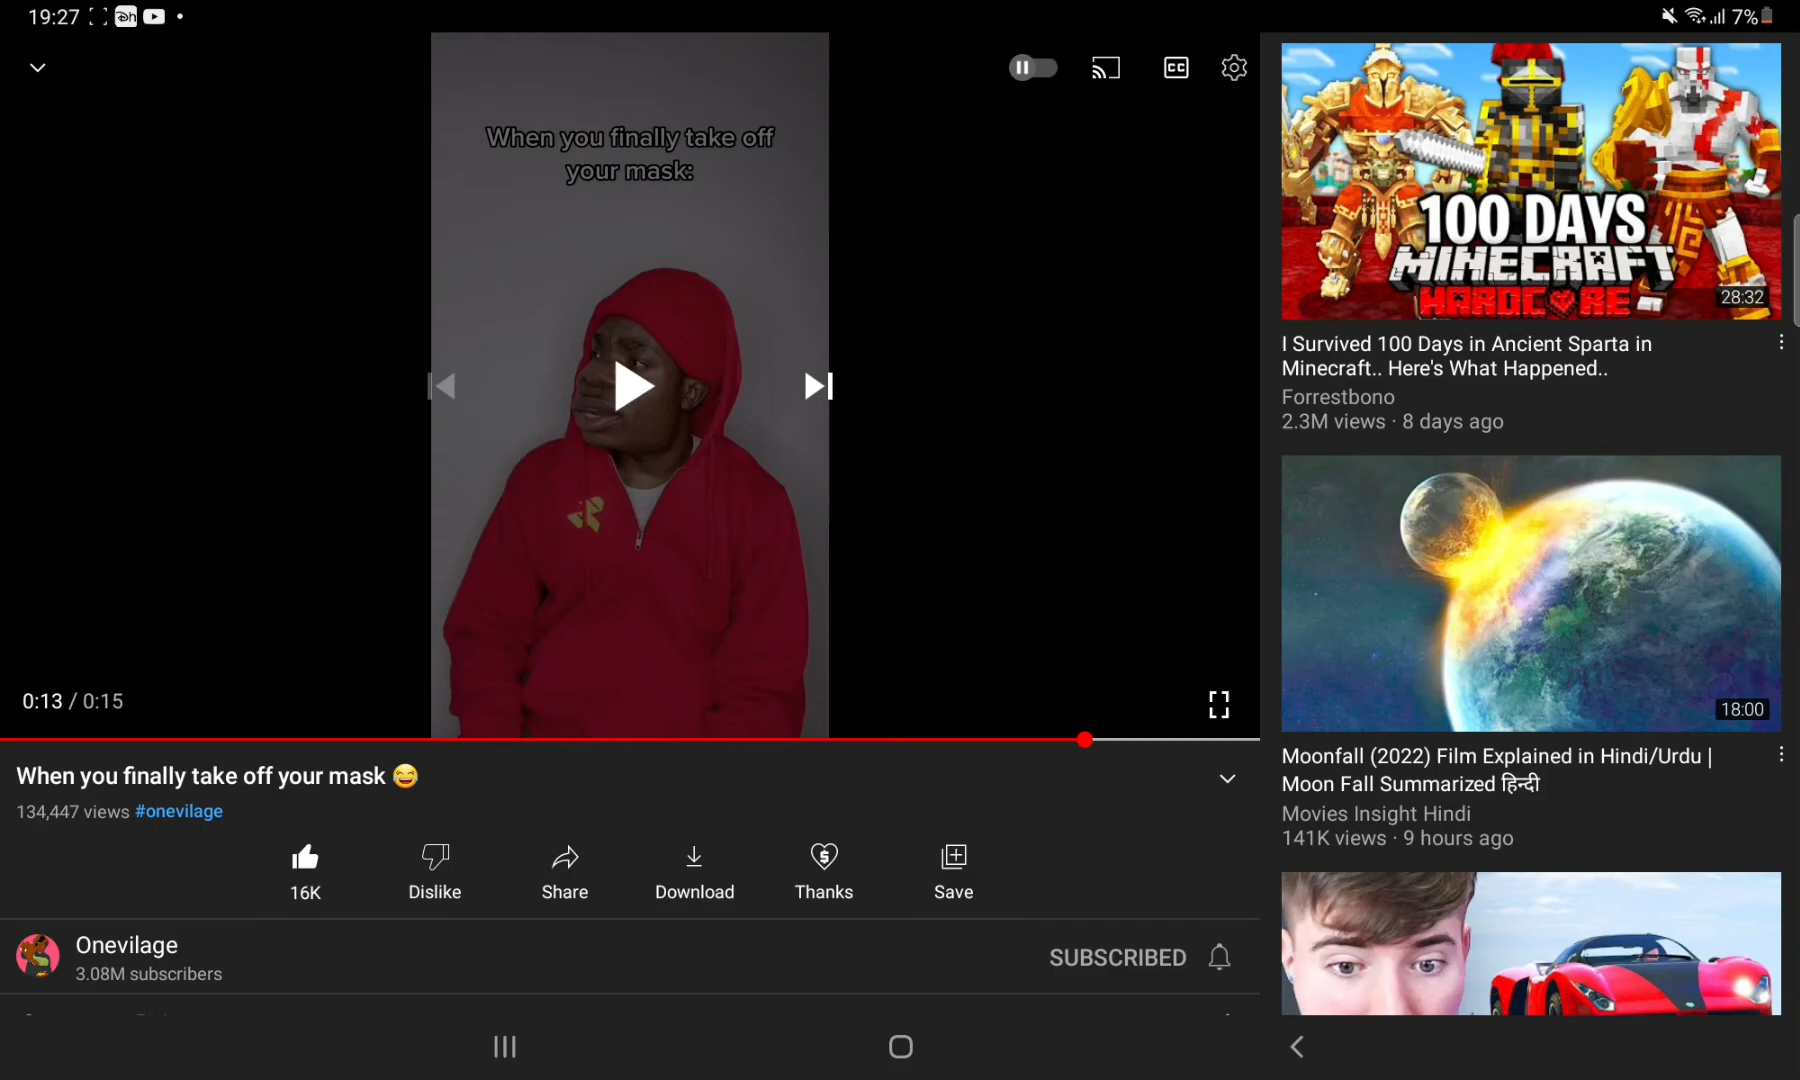 19:27
7%
When you finally take off
your mask:
0:13 / 0:15
When you finally take off your mask 😂
134,447 views #onevilage
16K
Dislike
Share
Download
Thanks
Save
Onevilage
3.08M subscribers
SUBSCRIBED
100 DAYS
MINECRAFT
HARDCORE
28:32
I Survived 100 Days in Ancient Sparta in
Minecraft.. Here's What Happened..
Forrestbono
2.3M views · 8 days ago
18:00
Moonfall (2022) Film Explained in Hindi/Urdu |
Moon Fall Summarized हिन्दी
Movies Insight Hindi
141K views · 9 hours ago